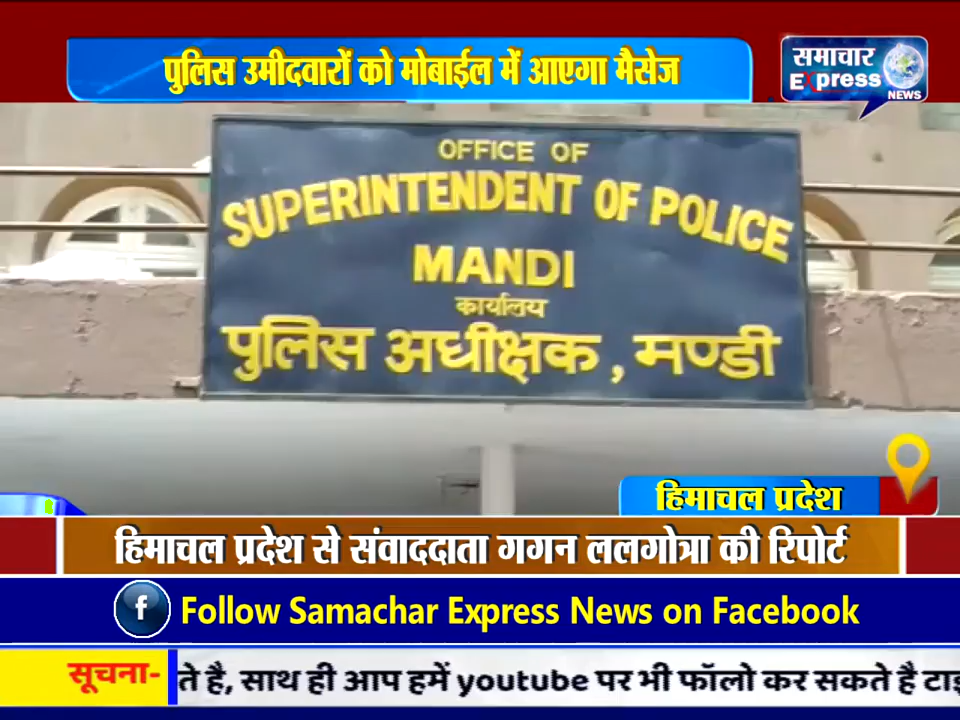 पुलिस उमीदवारों को मोबाईल में आएगा मैसेज
समाचार
Express
NEWS
OFFICE OF
SUPERINTENDENT OF POLICE
MANDI
कार्यालय
पुलिस अधीक्षक, मण्डी
हिमाचल प्रदेश
हिमाचल प्रदेश से संवाददाता गगन ललगोत्रा की रिपोर्ट
f Follow Samachar Express News on Facebook
सूचना- ते है, साथ ही आप हमें youtube पर भी फॉलो कर सकते है